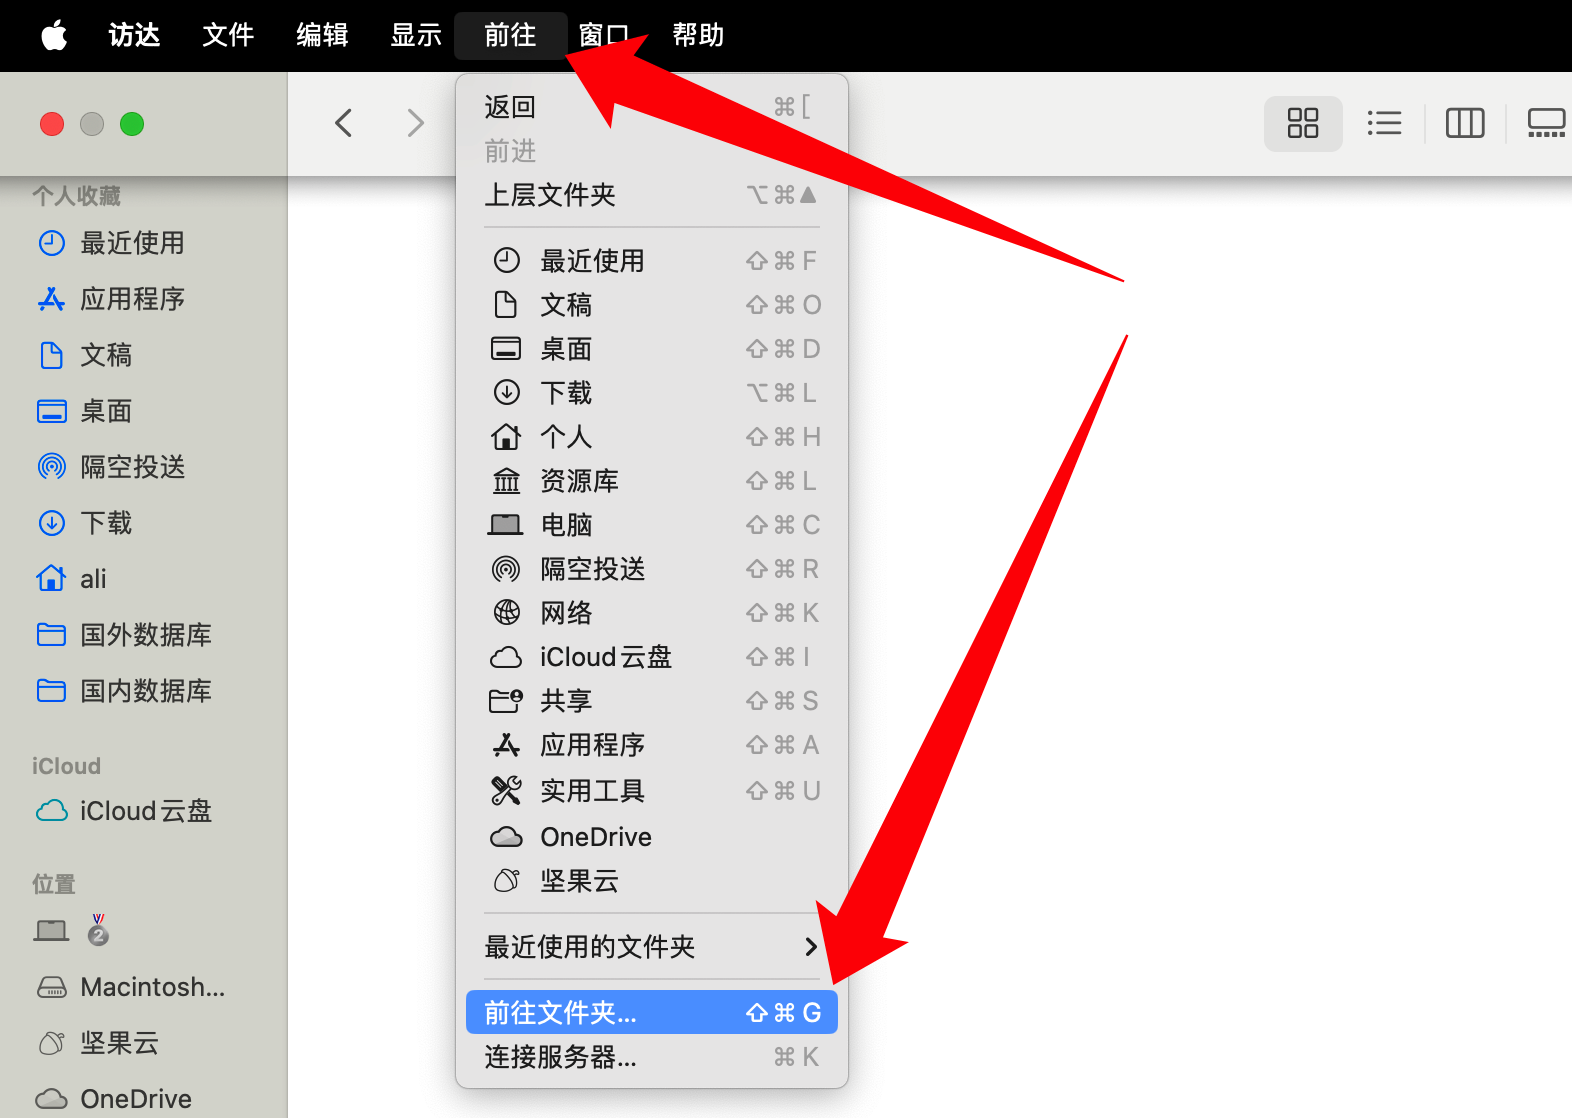 访达 文件 编辑 显示 前往 窗口 帮助
个人收藏
最近使用
应用程序
文稿
桌面
隔空投送
下载
ali
国外数据库
国内数据库
iCloud
iCloud云盘
位置
2
Macintosh...
坚果云
OneDrive
返回 ⌘[
前进
上层文件夹 ⌥⌘▲
最近使用 ⇧⌘F
文稿 ⇧⌘O
桌面 ⇧⌘D
下载 ⌥⌘L
个人 ⇧⌘H
资源库 ⇧⌘L
电脑 ⇧⌘C
隔空投送 ⇧⌘R
网络 ⇧⌘K
iCloud云盘 ⇧⌘I
共享 ⇧⌘S
应用程序 ⇧⌘A
实用工具 ⇧⌘U
OneDrive
坚果云
最近使用的文件夹
前往文件夹... ⇧⌘G
连接服务器... ⌘K